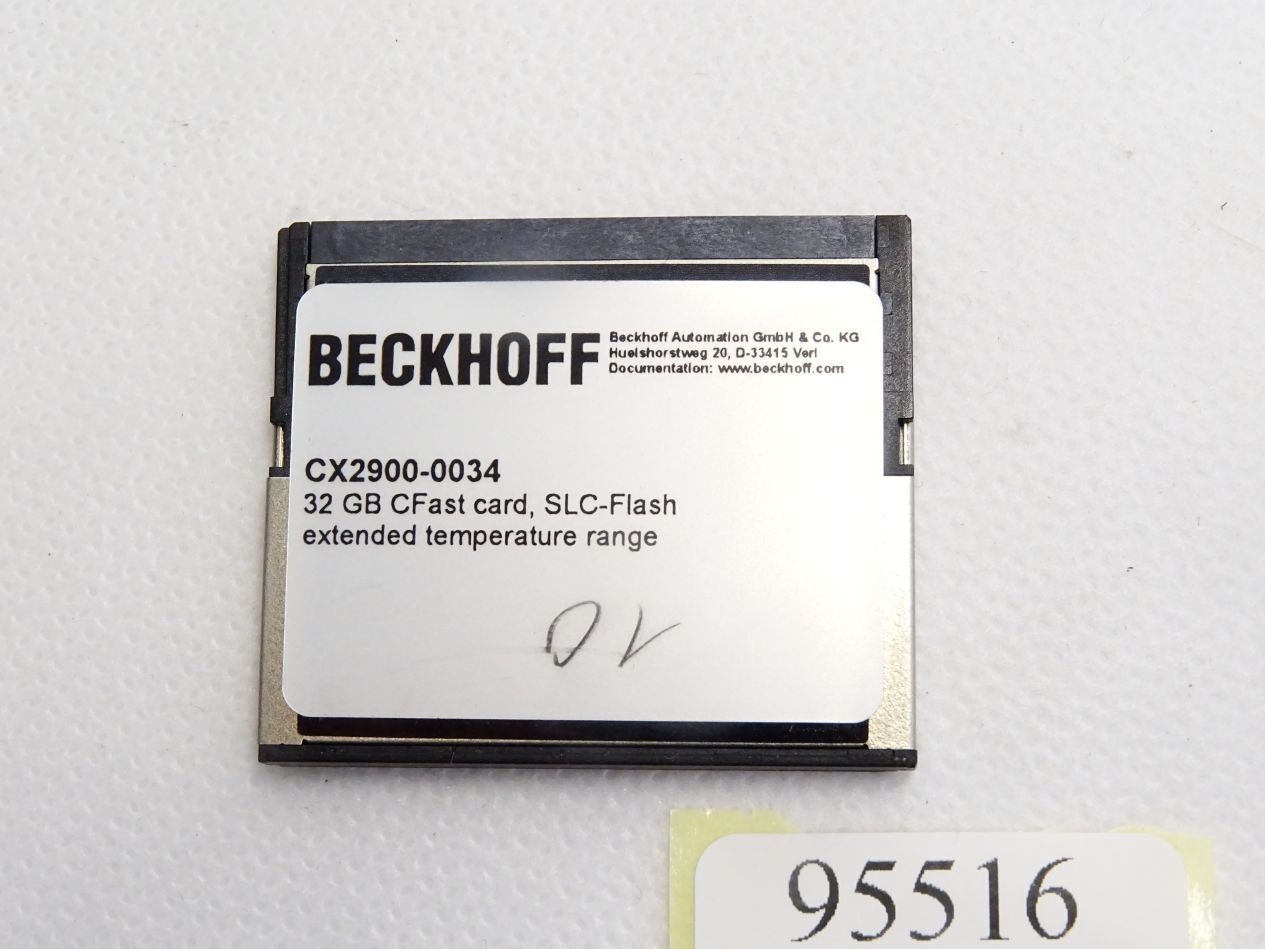 BECKHOFF
Beckhoff Automation GmbH & Co. KG
Huelshorstweg 20, D-33415 Verl
Documentation: www.beckhoff.com
CX2900-0034
32 GB CFast card, SLC-Flash
extended temperature range
95516